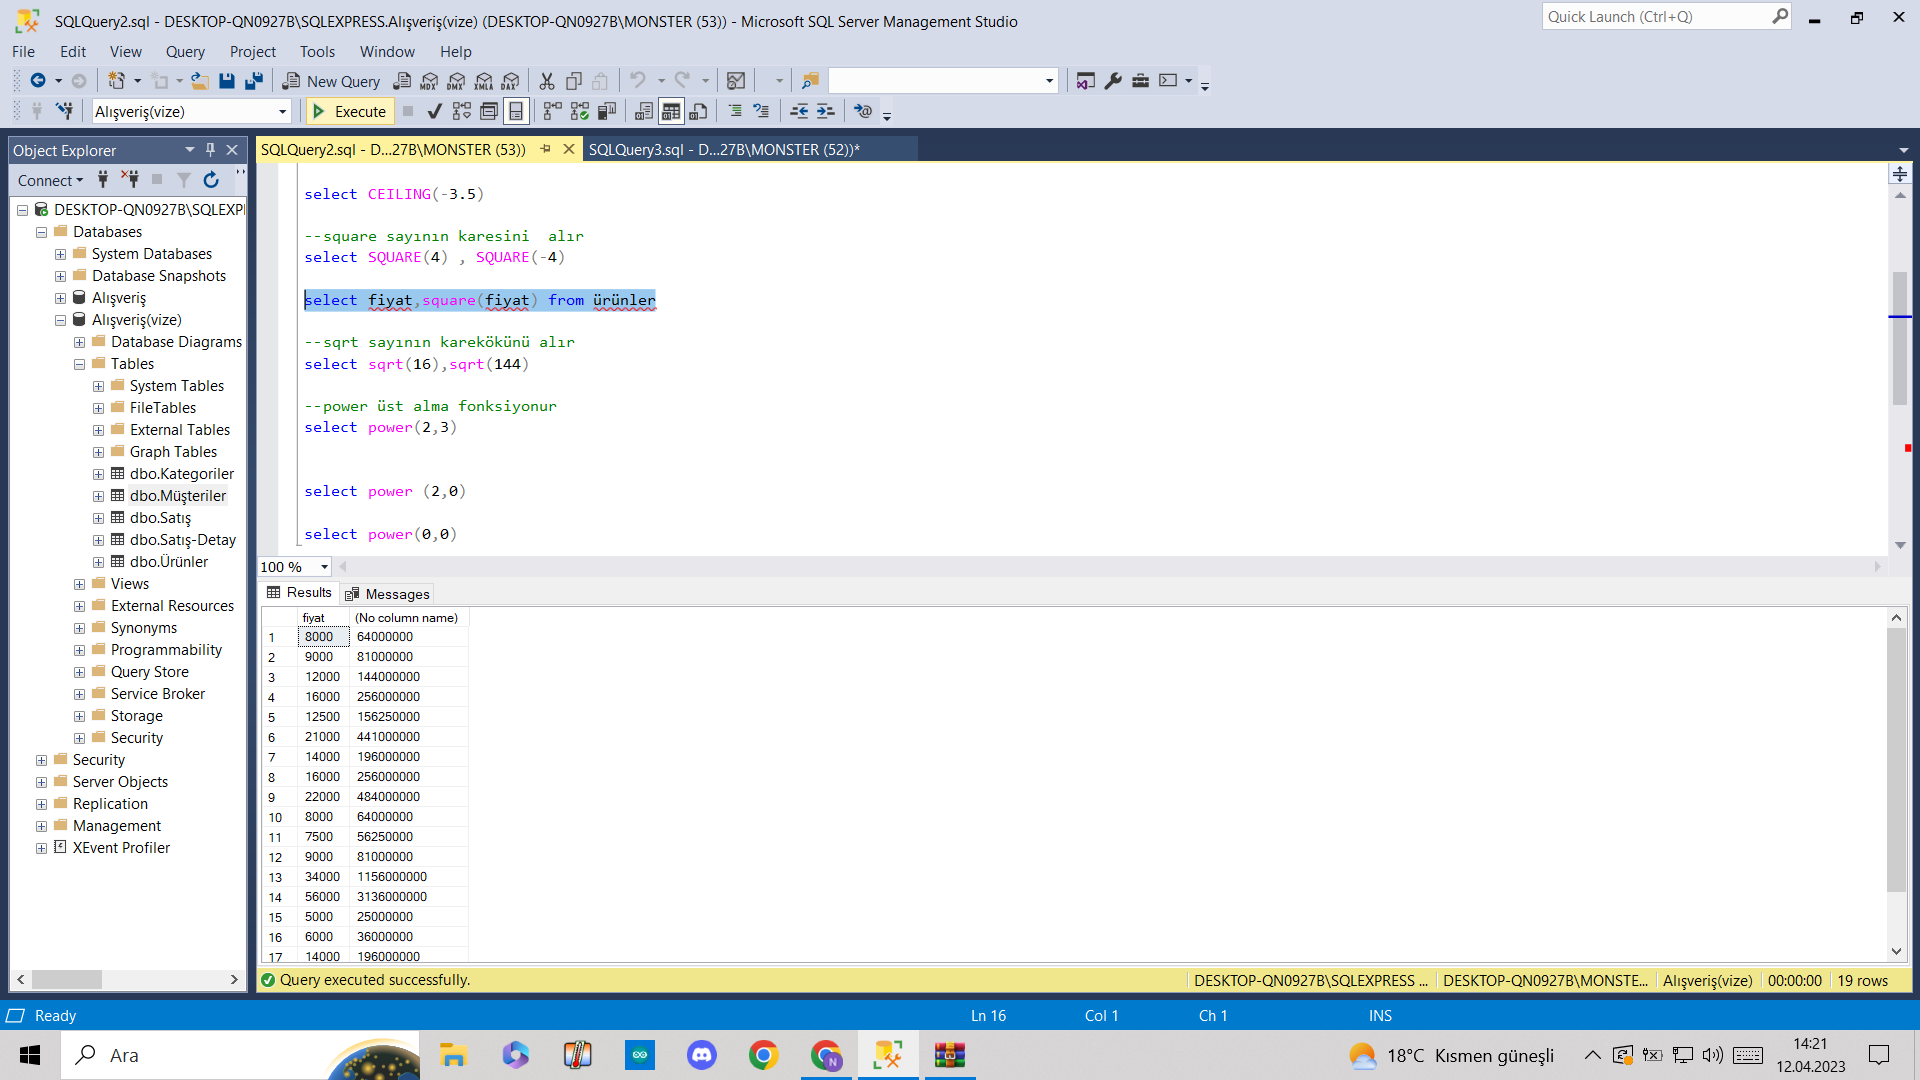 SQLQuery2.sql - DESKTOP-QN0927B\SQLEXPRESS.Alışveriş(vize) (DESKTOP-QN0927B\MONSTER (53)) - Microsoft SQL Server Management Studio
Quick Launch (Ctrl+Q)
File Edit View Query Project Tools Window Help
New Query
MDX DMX XMLA DAX
Alışveriş(vize)
Execute
Object Explorer
SQLQuery2.sql - D...27B\MONSTER (53))
SQLQuery3.sql - D...27B\MONSTER (52))*
Connect
DESKTOP-QN0927B\SQLEXPI
Databases
System Databases
Database Snapshots
Alışveriş
Alışveriş(vize)
Database Diagrams
Tables
System Tables
FileTables
External Tables
Graph Tables
dbo.Kategoriler
dbo.Müşteriler
dbo.Satış
dbo.Satış-Detay
dbo.Ürünler
Views
External Resources
Synonyms
Programmability
Query Store
Service Broker
Storage
Security
Security
Server Objects
Replication
Management
XEvent Profiler
select CEILING(-3.5)
--square sayının karesini  alır
select SQUARE(4) , SQUARE(-4)
select fiyat,square(fiyat) from ürünler
--sqrt sayının karekökünü alır
select sqrt(16),sqrt(144)
--power üst alma fonksiyonur
select power(2,3)
select power (2,0)
select power(0,0)
100 %
Results Messages
fiyat (No column name)
1 8000 64000000
2 9000 81000000
3 12000 144000000
4 16000 256000000
5 12500 156250000
6 21000 441000000
7 14000 196000000
8 16000 256000000
9 22000 484000000
10 8000 64000000
11 7500 56250000
12 9000 81000000
13 34000 1156000000
14 56000 3136000000
15 5000 25000000
16 6000 36000000
17 14000 196000000
Query executed successfully.
DESKTOP-QN0927B\SQLEXPRESS ... DESKTOP-QN0927B\MONSTE... Alışveriş(vize) 00:00:00 19 rows
Ready Ln 16 Col 1 Ch 1 INS
Ara
18°C Kısmen güneşli
14:21
12.04.2023